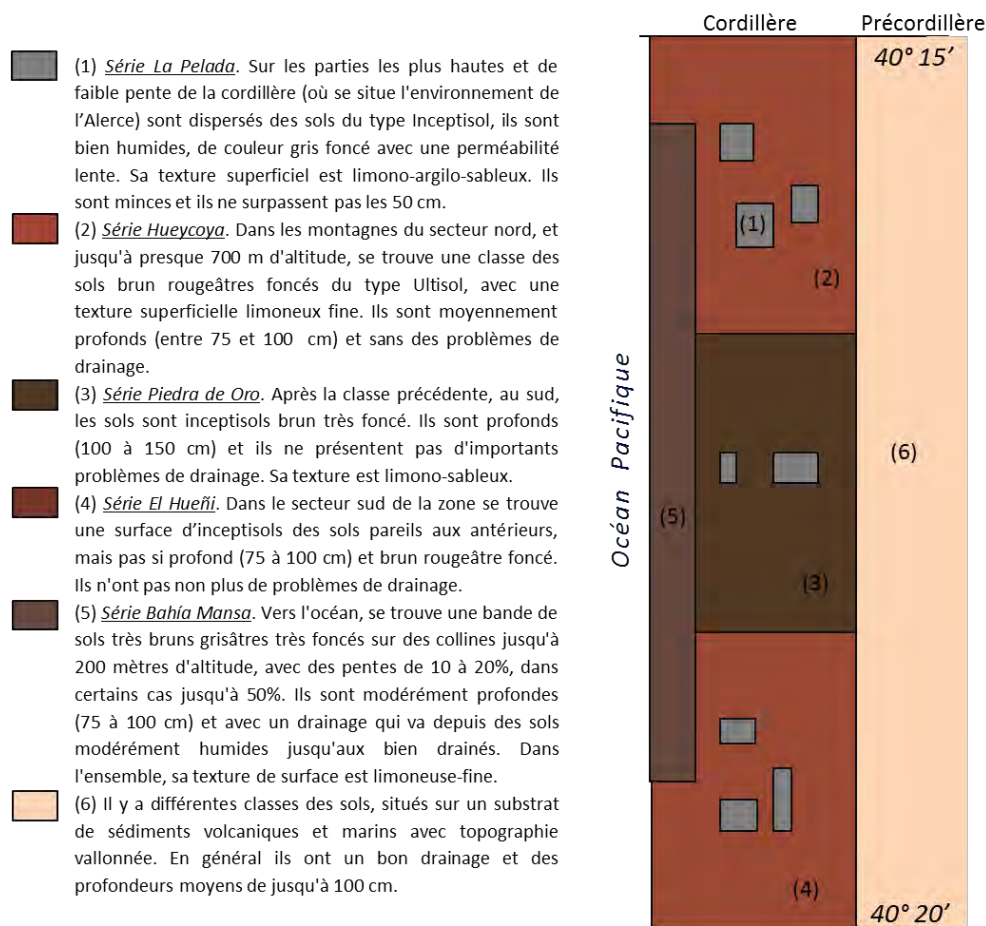 (1) Série La Pelada. Sur les parties les plus hautes et de
faible pente de la cordillère (où se situe l'environnement de
l’Alerce) sont dispersés des sols du type Inceptisol, ils sont
bien humides, de couleur gris foncé avec une perméabilité
lente. Sa texture superficiel est limono-argilo-sableux. Ils
sont minces et ils ne surpassent pas les 50 cm.
(2) Série Hueycoya. Dans les montagnes du secteur nord, et
jusqu'à presque 700 m d'altitude, se trouve une classe des
sols brun rougeâtres foncés du type Ultisol, avec une
texture superficielle limoneux fine. Ils sont moyennement
profonds (entre 75 et 100 cm) et sans des problèmes de
drainage.
(3) Série Piedra de Oro. Après la classe précédente, au sud,
les sols sont inceptisols brun très foncé. Ils sont profonds
(100 à 150 cm) et ils ne présentent pas d'importants
problèmes de drainage. Sa texture est limono-sableux.
(4) Série El Hueñi. Dans le secteur sud de la zone se trouve
une surface d’inceptisols des sols pareils aux antérieurs,
mais pas si profond (75 à 100 cm) et brun rougeâtre foncé.
Ils n'ont pas non plus de problèmes de drainage.
(5) Série Bahía Mansa. Vers l'océan, se trouve une bande de
sols très bruns grisâtres très foncés sur des collines jusqu'à
200 mètres d'altitude, avec des pentes de 10 à 20%, dans
certains cas jusqu'à 50%. Ils sont modérément profondes
(75 à 100 cm) et avec un drainage qui va depuis des sols
modérément humides jusqu'aux bien drainés. Dans
l'ensemble, sa texture de surface est limoneuse-fine.
(6) Il y a différentes classes des sols, situés sur un substrat
de sédiments volcaniques et marins avec topographie
vallonnée. En général ils ont un bon drainage et des
profondeurs moyens de jusqu'à 100 cm.
Cordillère
Précordillère
40° 15’
(1)
(2)
Océan Pacifique
(6)
(5)
(3)
(4)
40° 20’